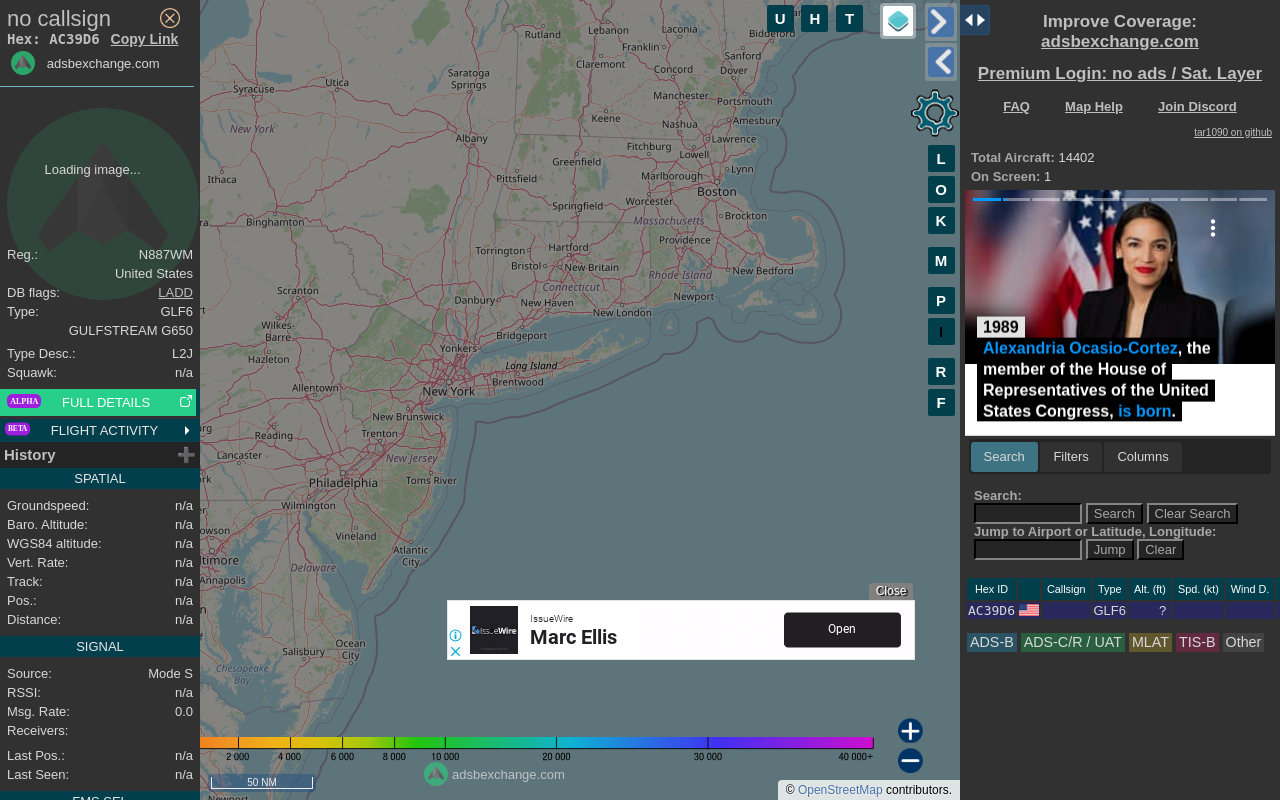 no callsign
Hex: AC39D6 Copy Link
adsbexchange.com
Loading image...
Reg.: N887WM
United States
DB flags: LADD
Type: GLF6
GULFSTREAM G650
Type Desc.: L2J
Squawk: n/a
ALPHA FULL DETAILS
BETA FLIGHT ACTIVITY
History
SPATIAL
Groundspeed: n/a
Baro. Altitude: n/a
WGS84 altitude: n/a
Vert. Rate: n/a
Track: n/a
Pos.: n/a
Distance: n/a
SIGNAL
Source: Mode S
RSSI: n/a
Msg. Rate: 0.0
Receivers:
Last Pos.: n/a
Last Seen: n/a
U H T
L
O
K
M
P
I
R
F
Rutland
Lebanon
Laconia
Biddeford
Franklin
Claremont
Concord
Sanford
Dover
Saratoga
Springs
Utica
Syracuse
Manchester
Portsmouth
Keene
Nashua
Amesbury
New York
Albany
Lawrence
Fitchburg
Lowell
Greenfield
Lynn
Ithaca
Pittsfield
Marlborough
Boston
Worcester
Springfield
Binghamton
Massachusetts
Brockton
Providence
Torrington
Hartford
Bristol
New Britain
Rhode Island
New Bedford
Connecticut
Scranton
Danbury
New Haven
Newport
New London
Wilkes-
Barre
Bridgeport
Hazleton
Yonkers
Long Island
Brentwood
Allentown
New York
New Brunswick
Reading
Trenton
Lancaster
New Jersey
Philadelphia
Toms River
Wilmington
Vineland
Atlantic
City
Annapolis
Delaware
Salisbury
Ocean
City
Chesapeake
Bay
Close
IssueWire
IssueWire
Marc Ellis
Open
2 000 4 000 6 000 8 000 10 000 20 000 30 000 40 000+
50 NM
adsbexchange.com
© OpenStreetMap contributors.
Improve Coverage:
adsbexchange.com
Premium Login: no ads / Sat. Layer
FAQ Map Help Join Discord
tar1090 on github
Total Aircraft: 14402
On Screen: 1
1989
Alexandria Ocasio-Cortez, the
member of the House of
Representatives of the United
States Congress, is born.
Search Filters Columns
Search:
Search Clear Search
Jump to Airport or Latitude, Longitude:
Jump Clear
Hex ID Callsign Type Alt. (ft) Spd. (kt) Wind D.
AC39D6 GLF6 ?
ADS-B ADS-C/R / UAT MLAT TIS-B Other